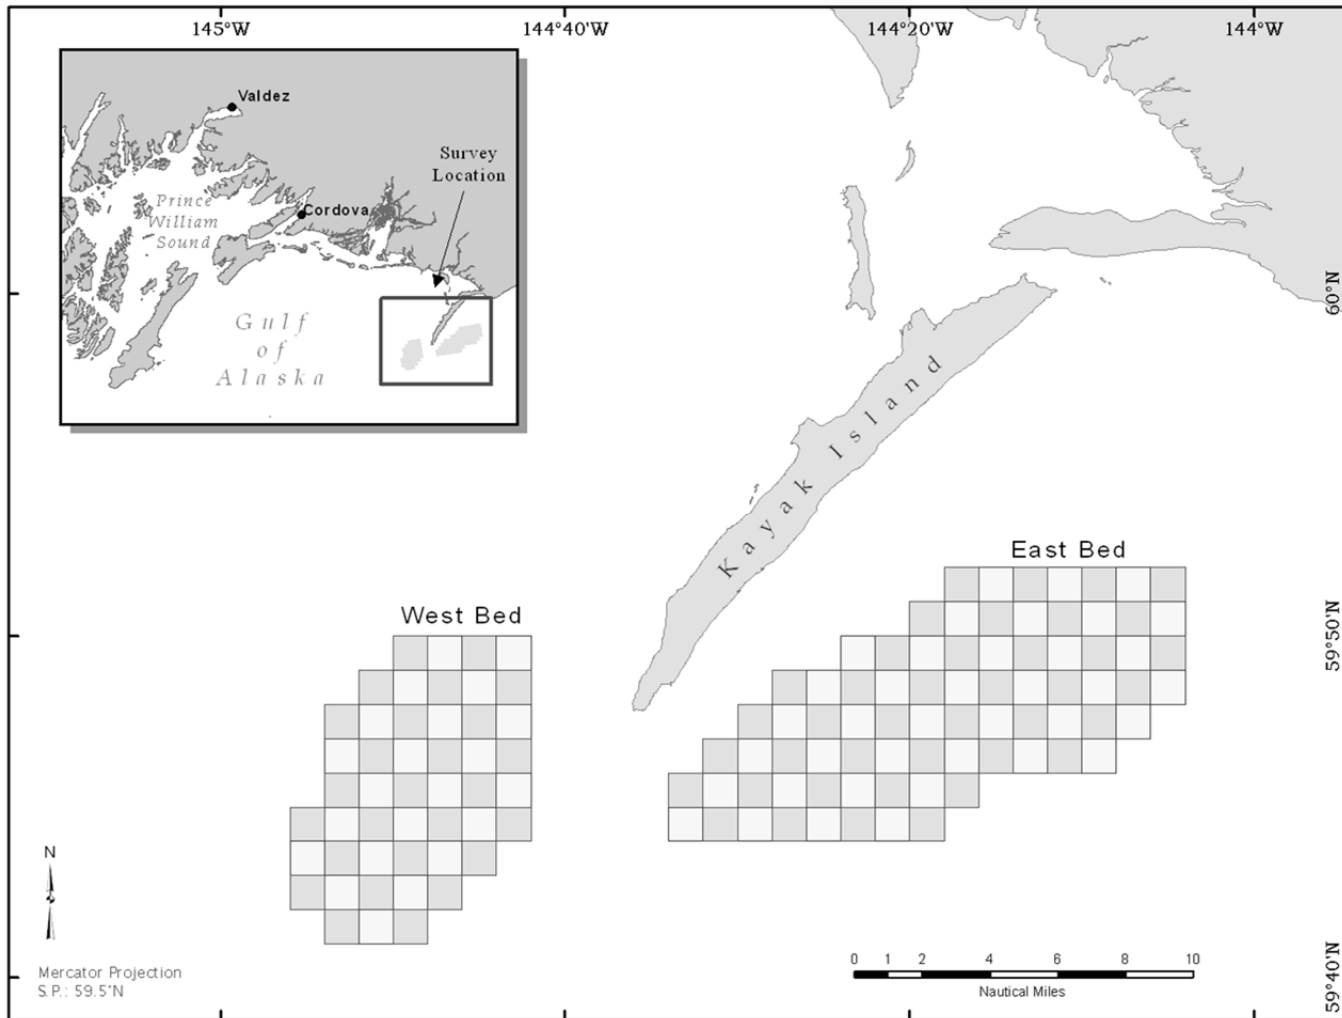 145°W
144°40'W
144°20'W
144°W
Valdez
Survey
Location
Prince
William
Sound
Cordova
Gulf
of
Alaska
60°N
Kayak Island
East Bed
West Bed
59°50'N
N
Mercator Projection
S.P.: 59.5°N
0 1 2 4 6 8 10
Nautical Miles
59°40'N